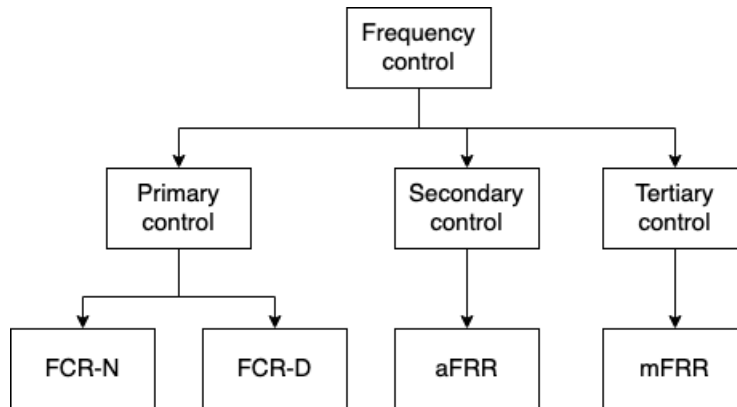 Frequency
control
Primary
control
Secondary
control
Tertiary
control
FCR-N
FCR-D
aFRR
mFRR